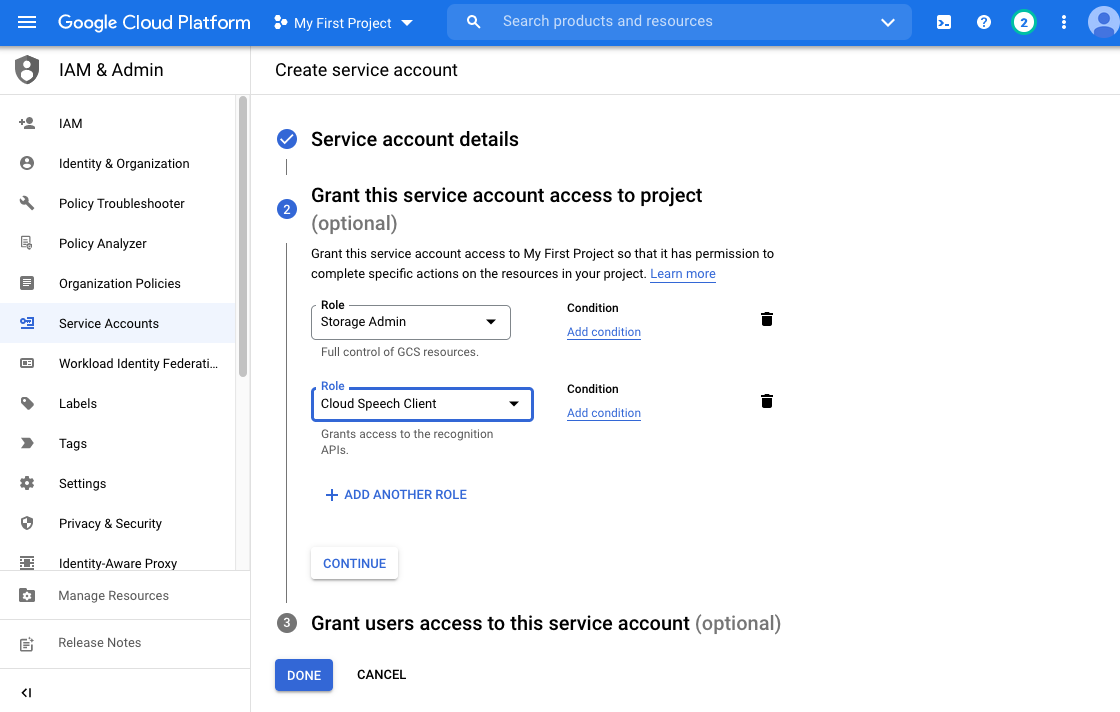 Google Cloud Platform
My First Project
Search products and resources
2
IAM & Admin
Create service account
IAM
Identity & Organization
Policy Troubleshooter
Policy Analyzer
Organization Policies
Service Accounts
Workload Identity Federati...
Labels
Tags
Settings
Privacy & Security
Identity-Aware Proxy
Manage Resources
Release Notes
Service account details
2
Grant this service account access to project
(optional)
Grant this service account access to My First Project so that it has permission to
complete specific actions on the resources in your project. Learn more
Role
Storage Admin
Full control of GCS resources.
Condition
Add condition
Role
Cloud Speech Client
Grants access to the recognition
APIs.
Condition
Add condition
ADD ANOTHER ROLE
CONTINUE
3
Grant users access to this service account (optional)
DONE
CANCEL